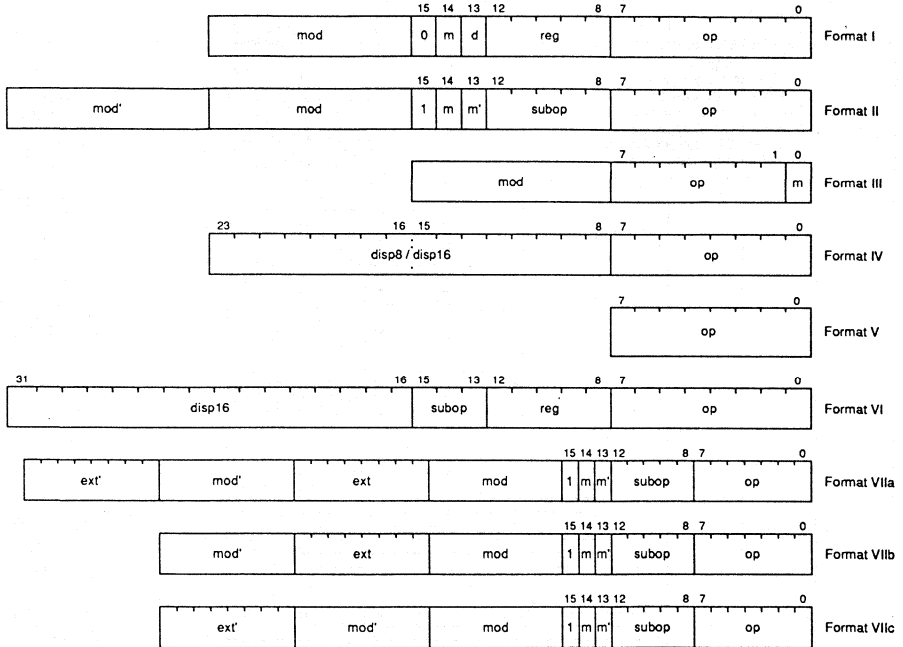 15 14 13 12 8 7 0
mod 0 m d reg op Format I
15 14 13 12 8 7 0
mod' mod 1 m m' subop op Format II
7 1 0
mod op m Format III
23 16 15 8 7 0
disp8 / disp16 op Format IV
7 0
op Format V
31 16 15 13 12 8 7 0
disp16 subop reg op Format VI
15 14 13 12 8 7 0
ext' mod' ext mod 1 m m' subop op Format VIIa
15 14 13 12 8 7 0
mod' ext mod 1 m m' subop op Format VIIb
15 14 13 12 8 7 0
ext' mod' mod 1 m m' subop op Format VIIc